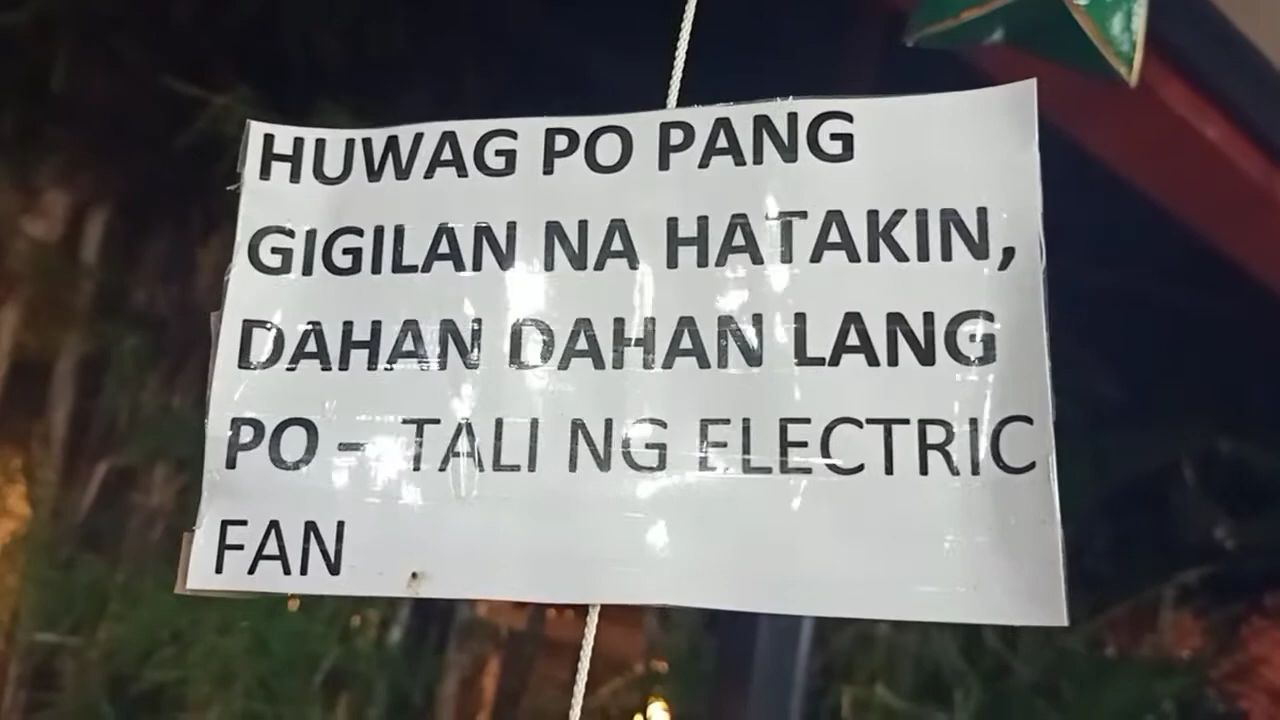 HUWAG PO PANG
GIGILAN NA HATAKIN,
DAHAN DAHAN LANG
PO – TALI NG ELECTRIC
FAN